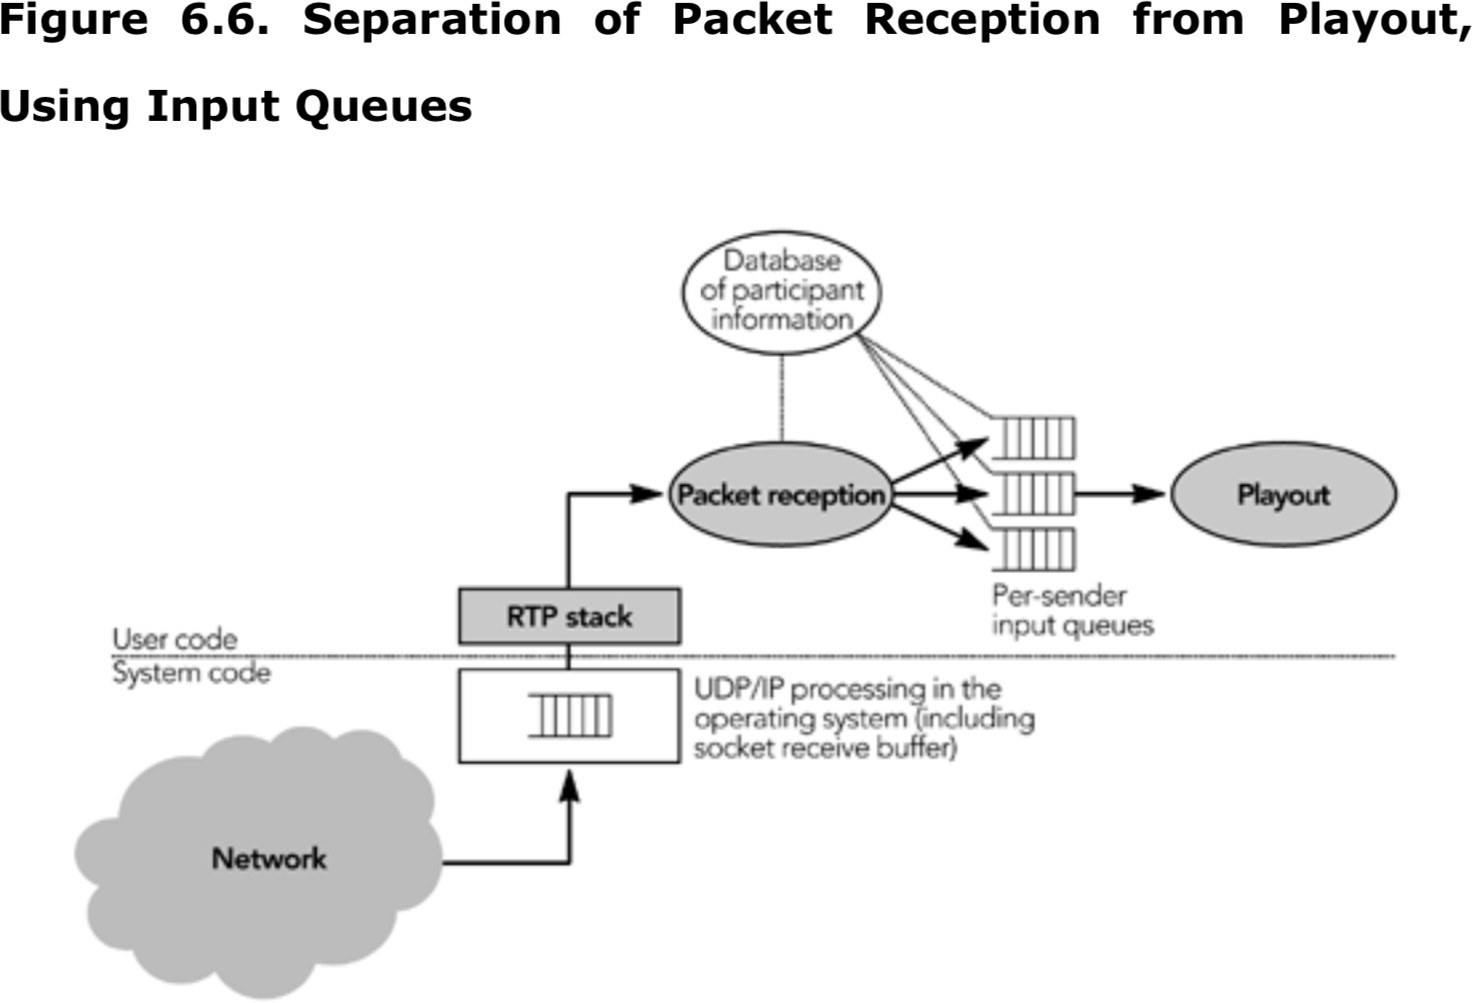 Figure 6.6. Separation of Packet Reception from Playout,
Using Input Queues
Database
of participant
information
Packet reception
Playout
Per-sender
input queues
RTP stack
User code
System code
UDP/IP processing in the
operating system (including
socket receive buffer)
Network